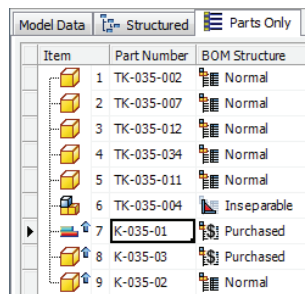 Model Data Structured Parts Only
Item Part Number BOM Structure
1 TK-035-002 Normal
2 TK-035-007 Normal
3 TK-035-012 Normal
4 TK-035-034 Normal
5 TK-035-011 Normal
6 TK-035-004 Inseparable
7 K-035-01 Purchased
8 K-035-03 Purchased
9 K-035-02 Normal